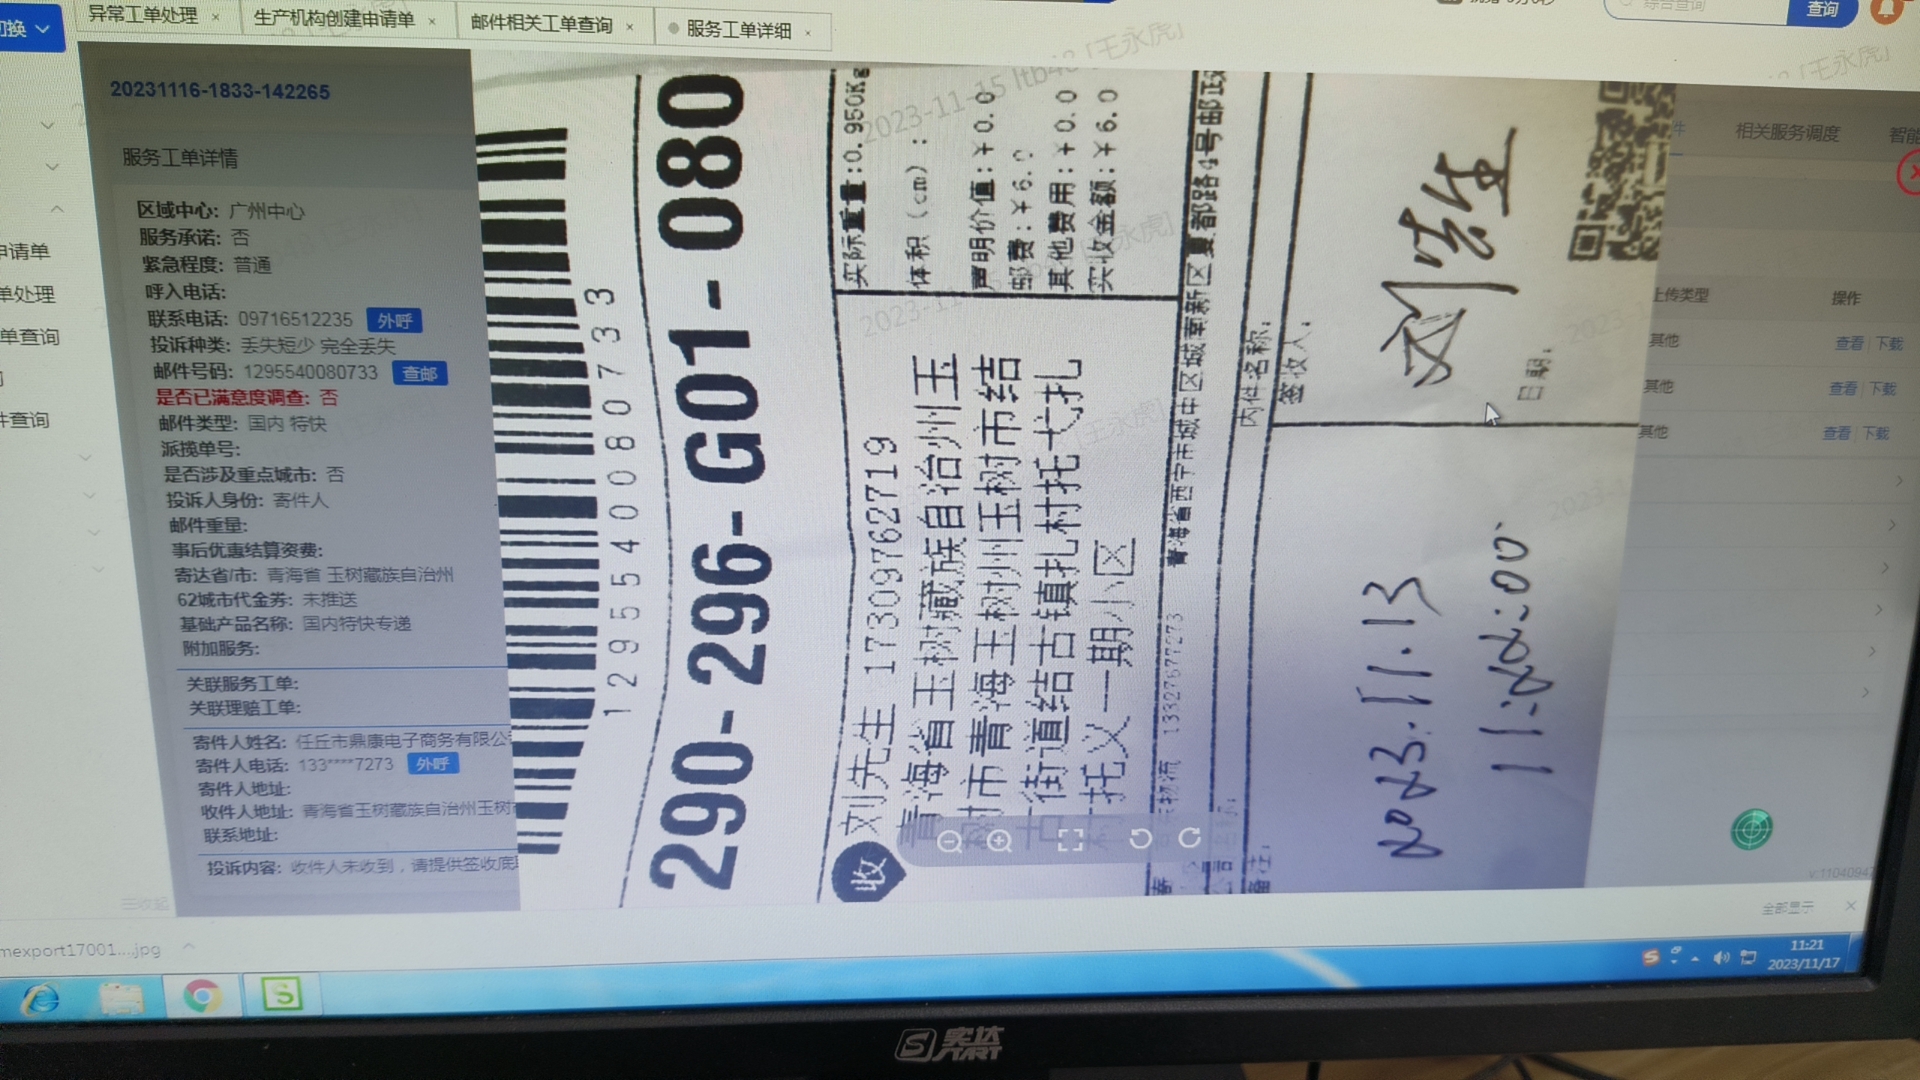 异常工单处理
生产机构创建申请单
邮件相关工单查询
服务工单详细
查询
20231116-1833-142265
服务工单详情
区域中心: 广州中心
服务承诺: 否
紧急程度: 普通
呼入电话:
联系电话: 09716512235 外呼
投诉种类: 丢失短少 完全丢失
邮件号码: 1295540080733 查邮
是否已满意度调查: 否
邮件类型: 国内 特快
派揽单号:
是否涉及重点城市: 否
投诉人身份: 寄件人
邮件重量:
事后优惠结算资费:
寄达省/市: 青海省 玉树藏族自治州
62城市代金券: 未推送
基础产品名称: 国内特快专递
附加服务:
关联服务工单:
关联理赔工单:
寄件人姓名: 任丘市鼎康电子商务有限公
寄件人电话: 133****7273 外呼
寄件人地址:
收件人地址: 青海省玉树藏族自治州玉树
联系地址:
投诉内容: 收件人未收到，请提供签收底
1295540080733
290-296-G01-080
收
刘先生 17309762719
青海省玉树藏族自治州玉
树市青海玉树州玉树市结
古街道结古镇扎村托弋扎
村托义一期小区
实际重量:0.950Kg
体积(cm):
声明价值:￥0.0
邮费:￥6.0
其他费用:￥0.0
实收金额:￥6.0
13327677273
青海省西宁市城中区城南新区夏都路4号邮政
内件名称:
签收人:
日期:
备注:
2023.11.13
相关服务调度
上传类型
操作
其他
查看 | 下载
其他
查看 | 下载
其他
查看 | 下载
全部显示
mexport17001....jpg
11:21
2023/11/17
实达
START